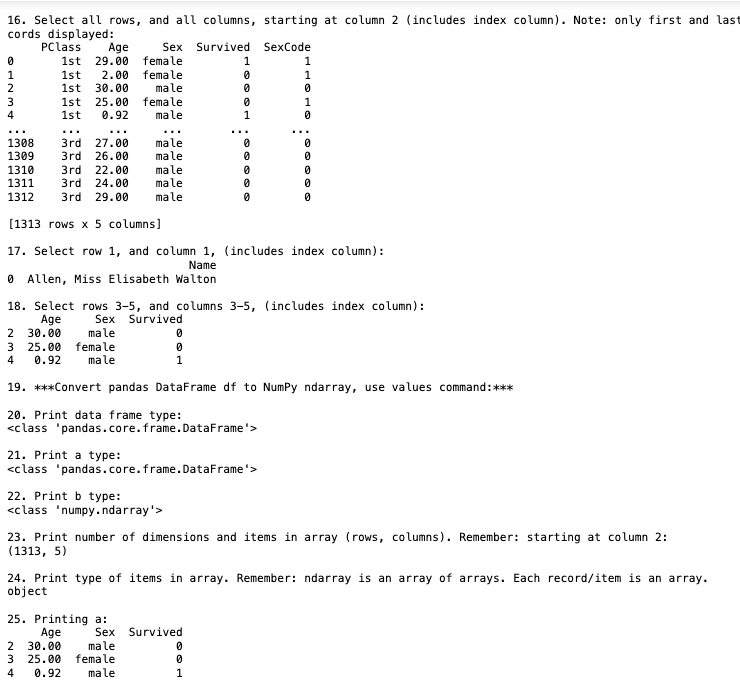 16. Select all rows, and all columns, starting at column 2 (includes index column). Note: only first and last
cords displayed:
PClass Age Sex Survived SexCode
0 1st 29.00 female 1 1
1 1st 2.00 female 0 1
2 1st 30.00 male 0 0
3 1st 25.00 female 0 1
4 1st 0.92 male 1 0
... ... ... ... ... ...
1308 3rd 27.00 male 0 0
1309 3rd 26.00 male 0 0
1310 3rd 22.00 male 0 0
1311 3rd 24.00 male 0 0
1312 3rd 29.00 male 0 0
[1313 rows x 5 columns]
17. Select row 1, and column 1, (includes index column):
Name
0 Allen, Miss Elisabeth Walton
18. Select rows 3-5, and columns 3-5, (includes index column):
Age Sex Survived
2 30.00 male 0
3 25.00 female 0
4 0.92 male 1
19. ***Convert pandas DataFrame df to NumPy ndarray, use values command:***
20. Print data frame type:
<class 'pandas.core.frame.DataFrame'>
21. Print a type:
<class 'pandas.core.frame.DataFrame'>
22. Print b type:
<class 'numpy.ndarray'>
23. Print number of dimensions and items in array (rows, columns). Remember: starting at column 2:
(1313, 5)
24. Print type of items in array. Remember: ndarray is an array of arrays. Each record/item is an array.
object
25. Printing a:
Age Sex Survived
2 30.00 male 0
3 25.00 female 0
4 0.92 male 1